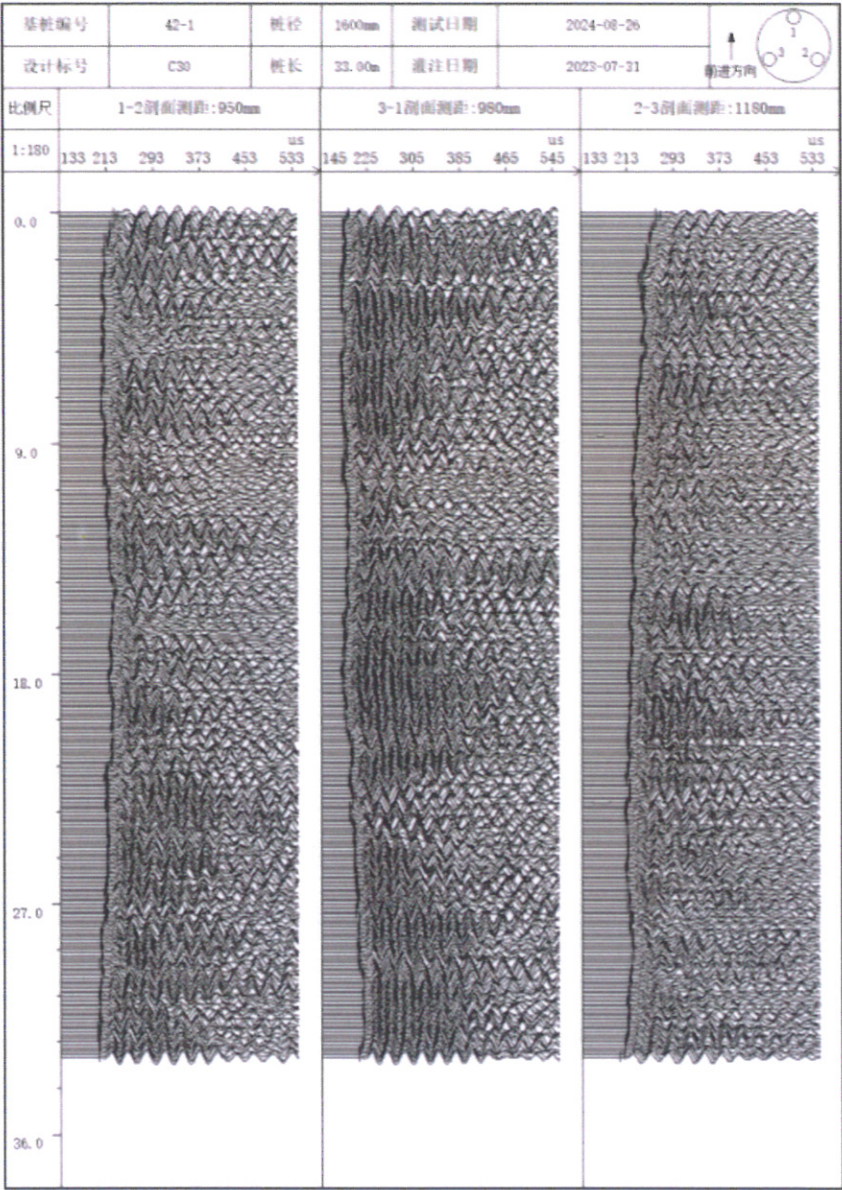 基桩编号 42-1 桩径 1600mm 测试日期 2024-08-26
设计标号 C30 桩长 33.00m 灌注日期 2023-07-31
1
3 2
前进方向
比例尺 1-2剖面测距:950mm 3-1剖面测距:980mm 2-3剖面测距:1180mm
1:180
us us us
133 213 293 373 453 533 145 225 305 385 465 545 133 213 293 373 453 533
0.0
9.0
18.0
27.0
36.0